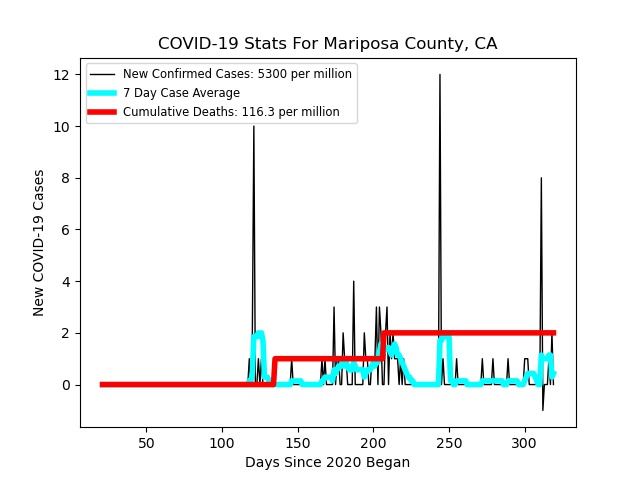 COVID-19 Stats For Mariposa County, CA
New Confirmed Cases: 5300 per million
7 Day Case Average
Cumulative Deaths: 116.3 per million
12
10
8
6
4
2
0
New COVID-19 Cases
50 100 150 200 250 300
Days Since 2020 Began